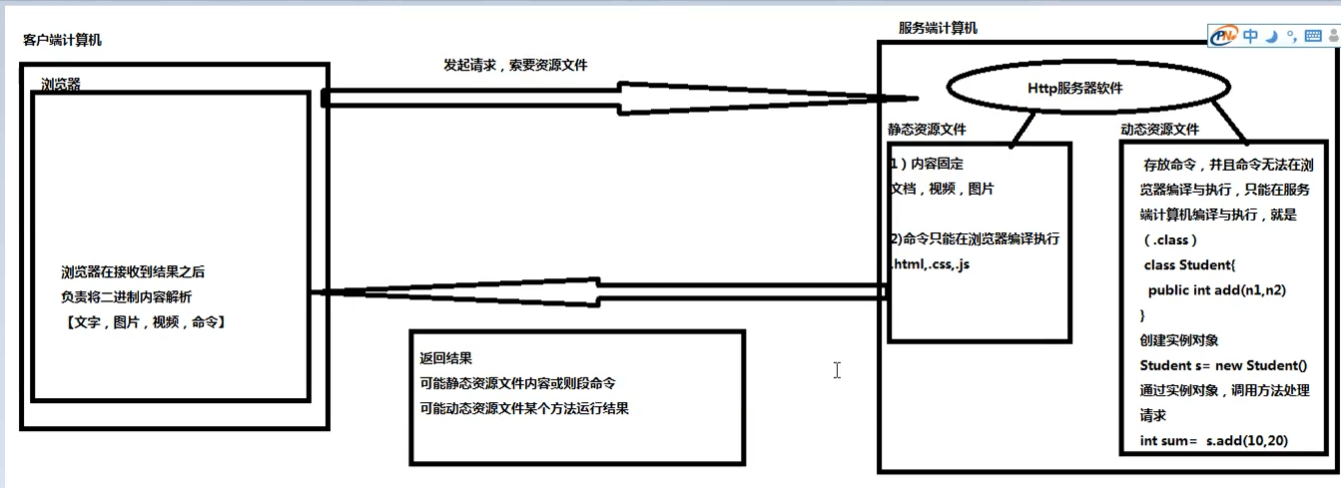 客户端计算机
浏览器
浏览器在接收到结果之后
负责将二进制内容解析
【文字，图片，视频，命令】
发起请求，索要资源文件
返回结果
可能静态资源文件内容或则段命令
可能动态资源文件某个方法运行结果
服务端计算机
中
Http服务器软件
静态资源文件
1）内容固定
文档，视频，图片
2)命令只能在浏览器编译执行
.html,.css,.js
动态资源文件
存放命令，并且命令无法在浏
览器编译与执行，只能在服务
端计算机编译与执行，就是
（.class）
class Student{
public int add(n1,n2)
}
创建实例对象
Student s= new Student()
通过实例对象，调用方法处理
请求
int sum=  s.add(10,20)